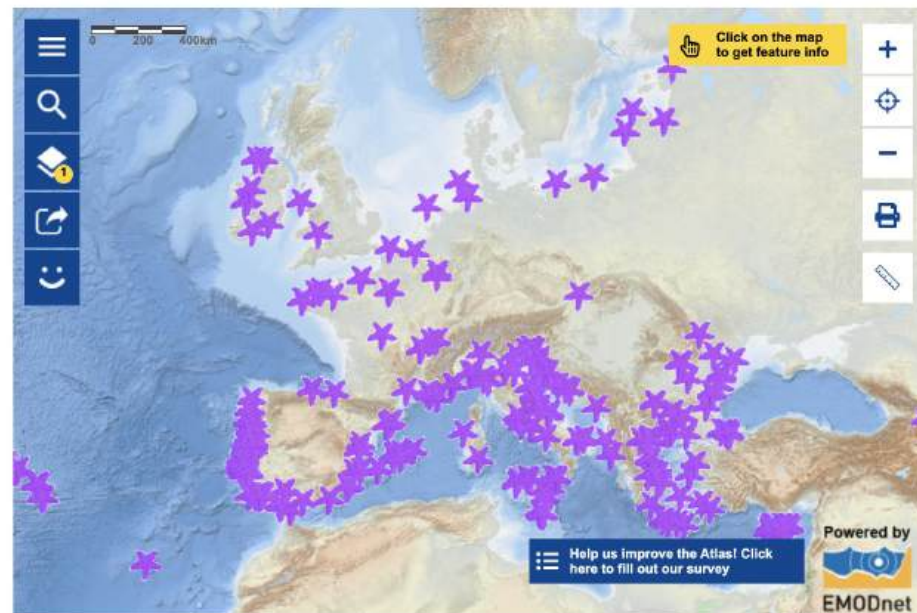 0 200 400km
Click on the map
to get feature info
1
Help us improve the Atlas! Click
here to fill out our survey
Powered by
EMODnet